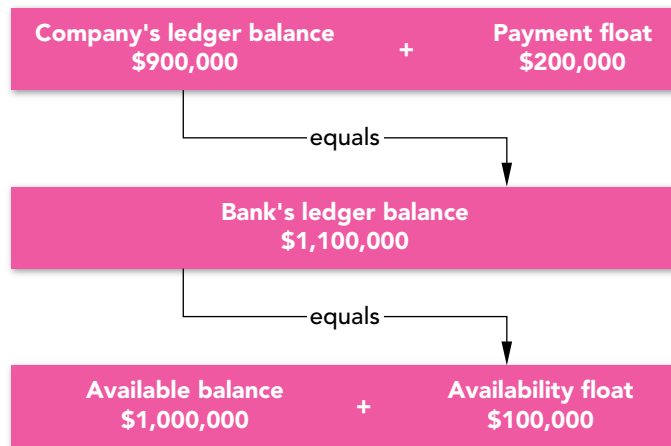 Company's ledger balance + Payment float
$900,000 $200,000
equals
Bank's ledger balance
$1,100,000
equals
Available balance + Availability float
$1,000,000 $100,000